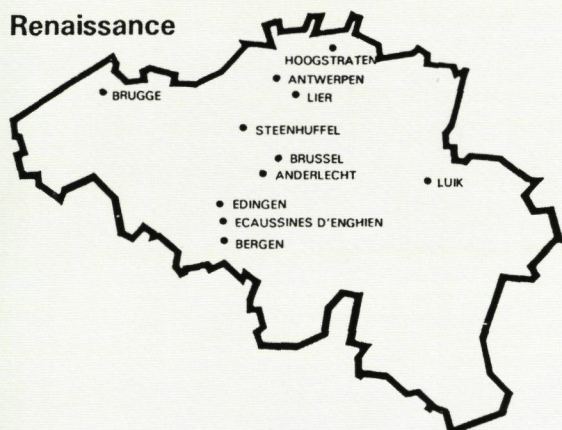 Renaissance
HOOGSTRATEN
ANTWERPEN
BRUGGE
LIER
STEENHUFFEL
BRUSSEL
ANDERLECHT
LUIK
EDINGEN
ECAUSSINES D'ENGHIEN
BERGEN